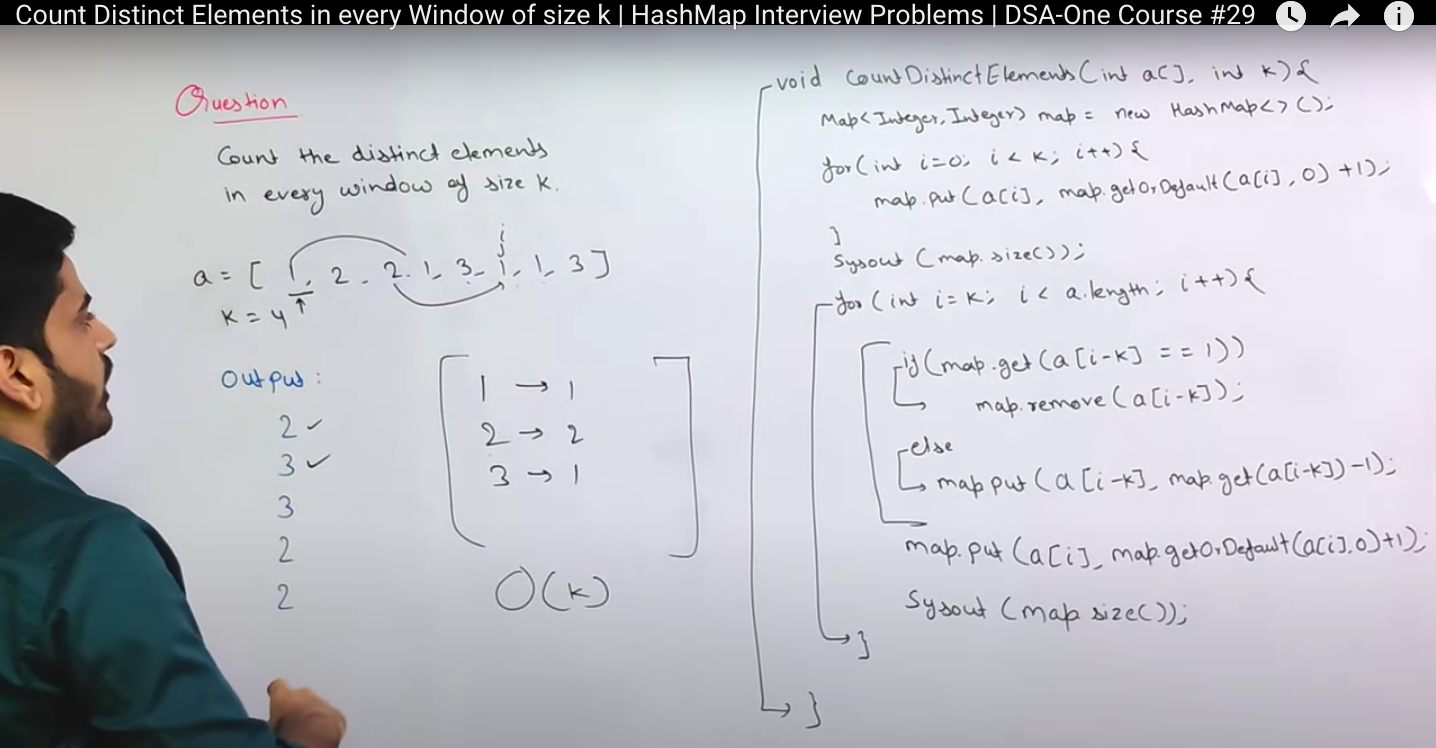 Count Distinct Elements in every Window of size k | HashMap Interview Problems | DSA-One Course #29
Question
Count the distinct elements
in every window of size K.
a = [ 1, 2, 2, 1, 3, 1, 1, 3 ]
i
K = 4
Output :
2
3
3
2
2
1 → 1
2 → 2
3 → 1
O(K)
void CountDistinctElements(int a[], int K){
Map<Integer, Integer> map = new HashMap<>();
for(int i=0; i < K; i++){
map.put(a[i], map.getOrDefault(a[i], 0) +1);
}
Sysout (map.size());
for (int i=K; i < a.length; i++){
if(map.get(a[i-K] == 1))
map.remove(a[i-K]);
else
map.put(a[i-K], map.get(a[i-K])-1);
map.put(a[i], map.getOrDefault(a[i],0)+1);
Sysout (map.size());
}
}